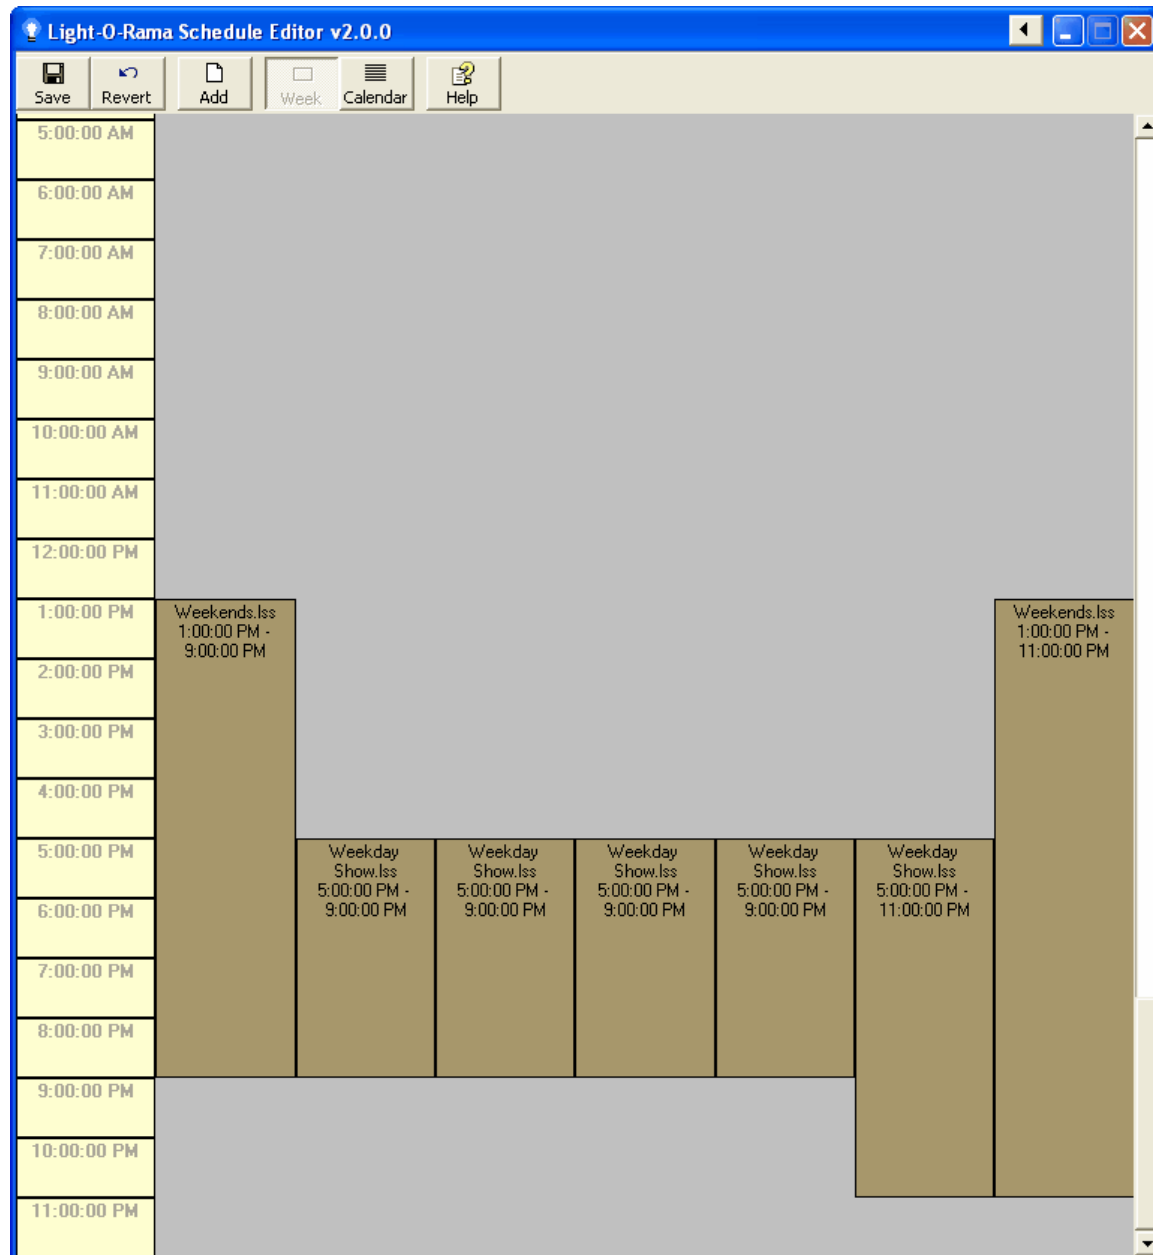 Light-O-Rama Schedule Editor v2.0.0
Save Revert Add Week Calendar Help
5:00:00 AM
6:00:00 AM
7:00:00 AM
8:00:00 AM
9:00:00 AM
10:00:00 AM
11:00:00 AM
12:00:00 PM
1:00:00 PM
2:00:00 PM
3:00:00 PM
4:00:00 PM
5:00:00 PM
6:00:00 PM
7:00:00 PM
8:00:00 PM
9:00:00 PM
10:00:00 PM
11:00:00 PM
Weekends.lss
1:00:00 PM -
9:00:00 PM
Weekday
Show.lss
5:00:00 PM -
9:00:00 PM
Weekday
Show.lss
5:00:00 PM -
9:00:00 PM
Weekday
Show.lss
5:00:00 PM -
9:00:00 PM
Weekday
Show.lss
5:00:00 PM -
9:00:00 PM
Weekday
Show.lss
5:00:00 PM -
11:00:00 PM
Weekends.lss
1:00:00 PM -
11:00:00 PM